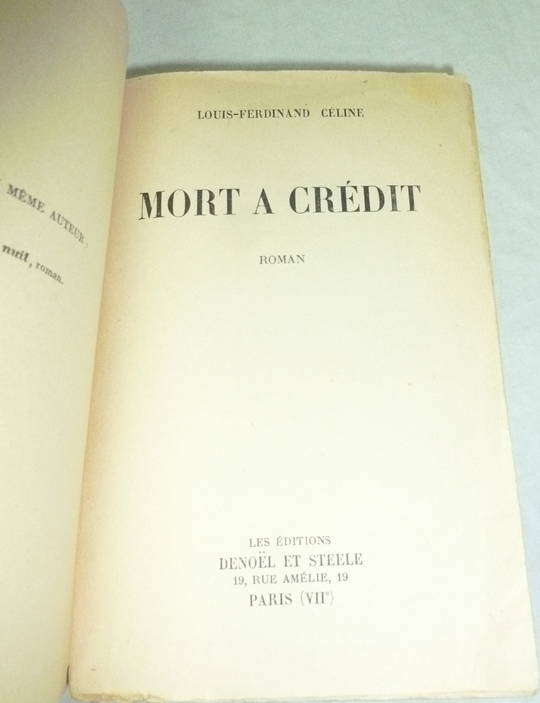 MÊME AUTEUR,
nuit, roman.
LOUIS-FERDINAND CÉLINE
MORT A CRÉDIT
ROMAN
LES ÉDITIONS
DENOËL ET STEELE
19, RUE AMÉLIE, 19
PARIS (VIIe)